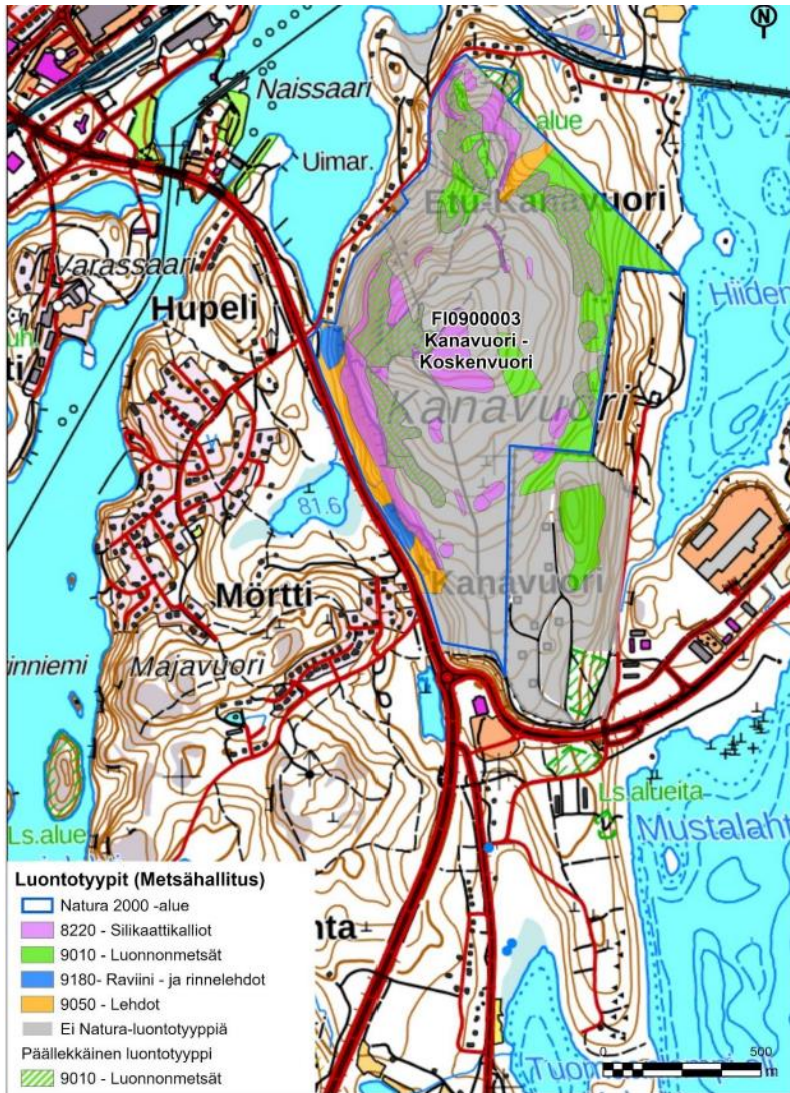 N
Naissaari
alue
Uimar.
Etu-Kanavuori
Varassaari
Hupeli
Hiiden
FI0900003
Kanavuori -
Koskenvuori
Kanavuori
81.6
Kanavuori
Mörtti
Majavuori
Ls.alueita
Ls.alue
Mustalaht
Luontotyypit (Metsähallitus)
Natura 2000 -alue
8220 - Silikaattikalliot
9010 - Luonnonmetsät
9180- Raviini - ja rinnelehdot
9050 - Lehdot
Ei Natura-luontotyyppiä
Päällekkäinen luontotyyppi
9010 - Luonnonmetsät
0 500
m